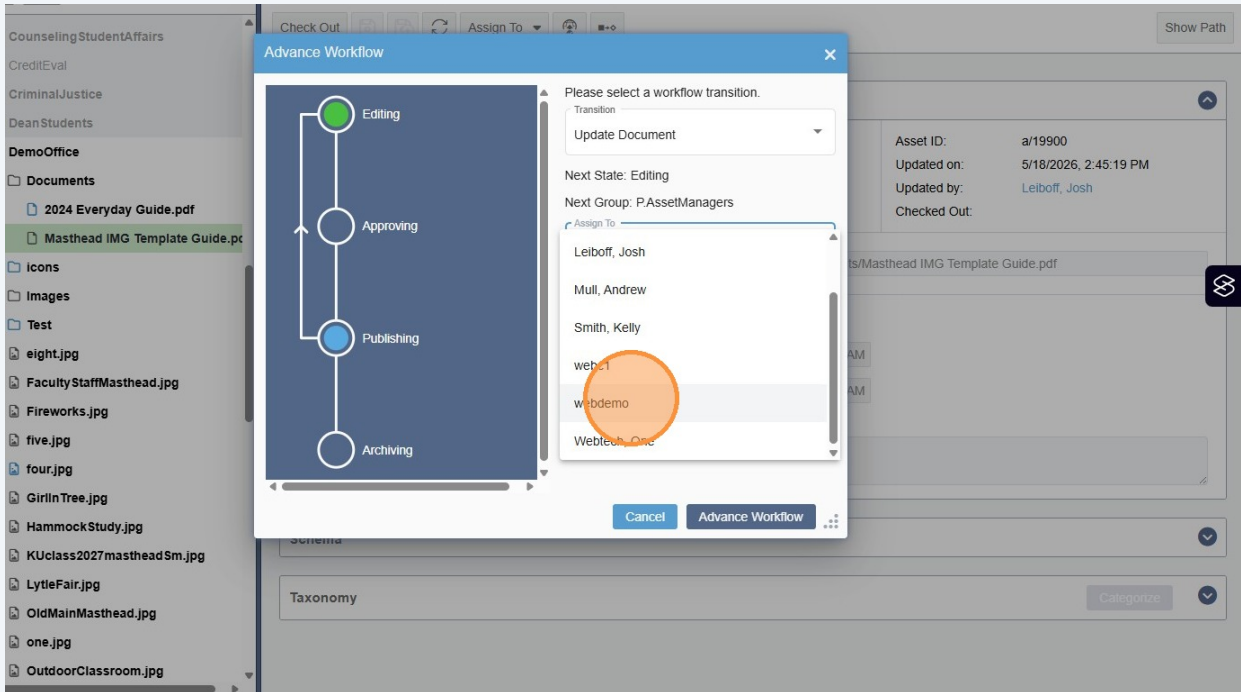 CounselingStudentAffairs
CreditEval
CriminalJustice
DeanStudents
DemoOffice
Documents
2024 Everyday Guide.pdf
Masthead IMG Template Guide.pd
icons
Images
Test
eight.jpg
FacultyStaffMasthead.jpg
Fireworks.jpg
five.jpg
four.jpg
GirlInTree.jpg
HammockStudy.jpg
KUclass2027mastheadSm.jpg
LytleFair.jpg
OldMainMasthead.jpg
one.jpg
OutdoorClassroom.jpg
Check Out
Assign To
Show Path
Advance Workflow
Editing
Approving
Publishing
Archiving
Please select a workflow transition.
Transition
Update Document
Next State: Editing
Next Group: P.AssetManagers
Assign To
Leiboff, Josh
Mull, Andrew
Smith, Kelly
webc1
webdemo
Webtech, One
Cancel
Advance Workflow
Asset ID: a/19900
Updated on: 5/18/2026, 2:45:19 PM
Updated by: Leiboff, Josh
Checked Out:
ts/Masthead IMG Template Guide.pdf
AM
AM
Schema
Taxonomy
Categorize